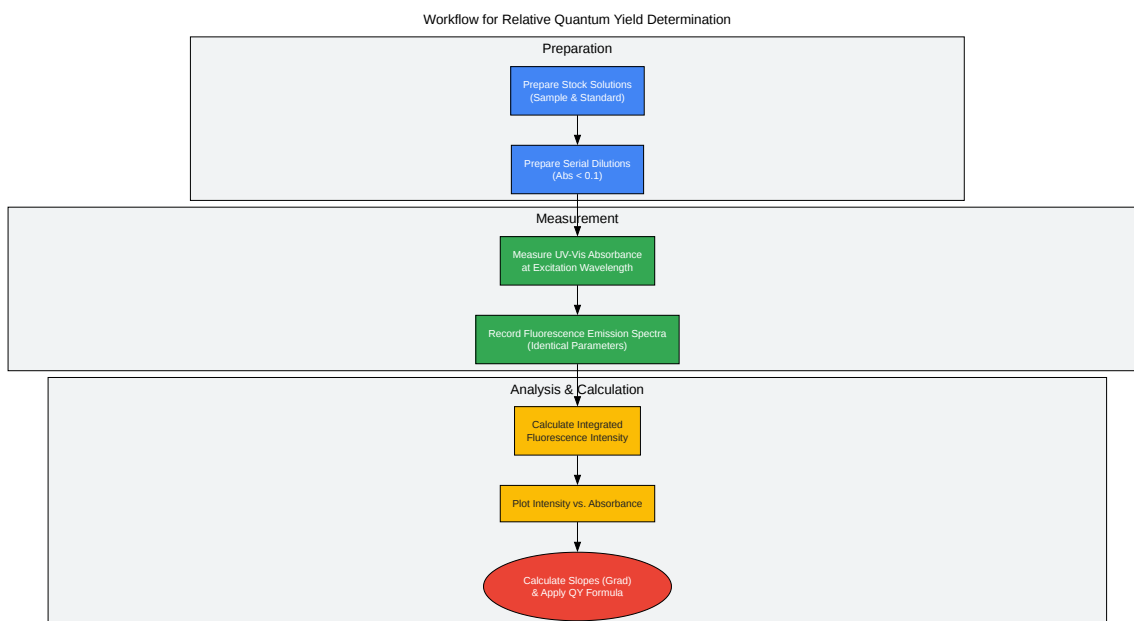 Workflow for Relative Quantum Yield Determination
Preparation
Prepare Stock Solutions
(Sample & Standard)
Prepare Serial Dilutions
(Abs < 0.1)
Measurement
Measure UV-Vis Absorbance
at Excitation Wavelength
Record Fluorescence Emission Spectra
(Identical Parameters)
Analysis & Calculation
Calculate Integrated
Fluorescence Intensity
Plot Intensity vs. Absorbance
Calculate Slopes (Grad)
& Apply QY Formula